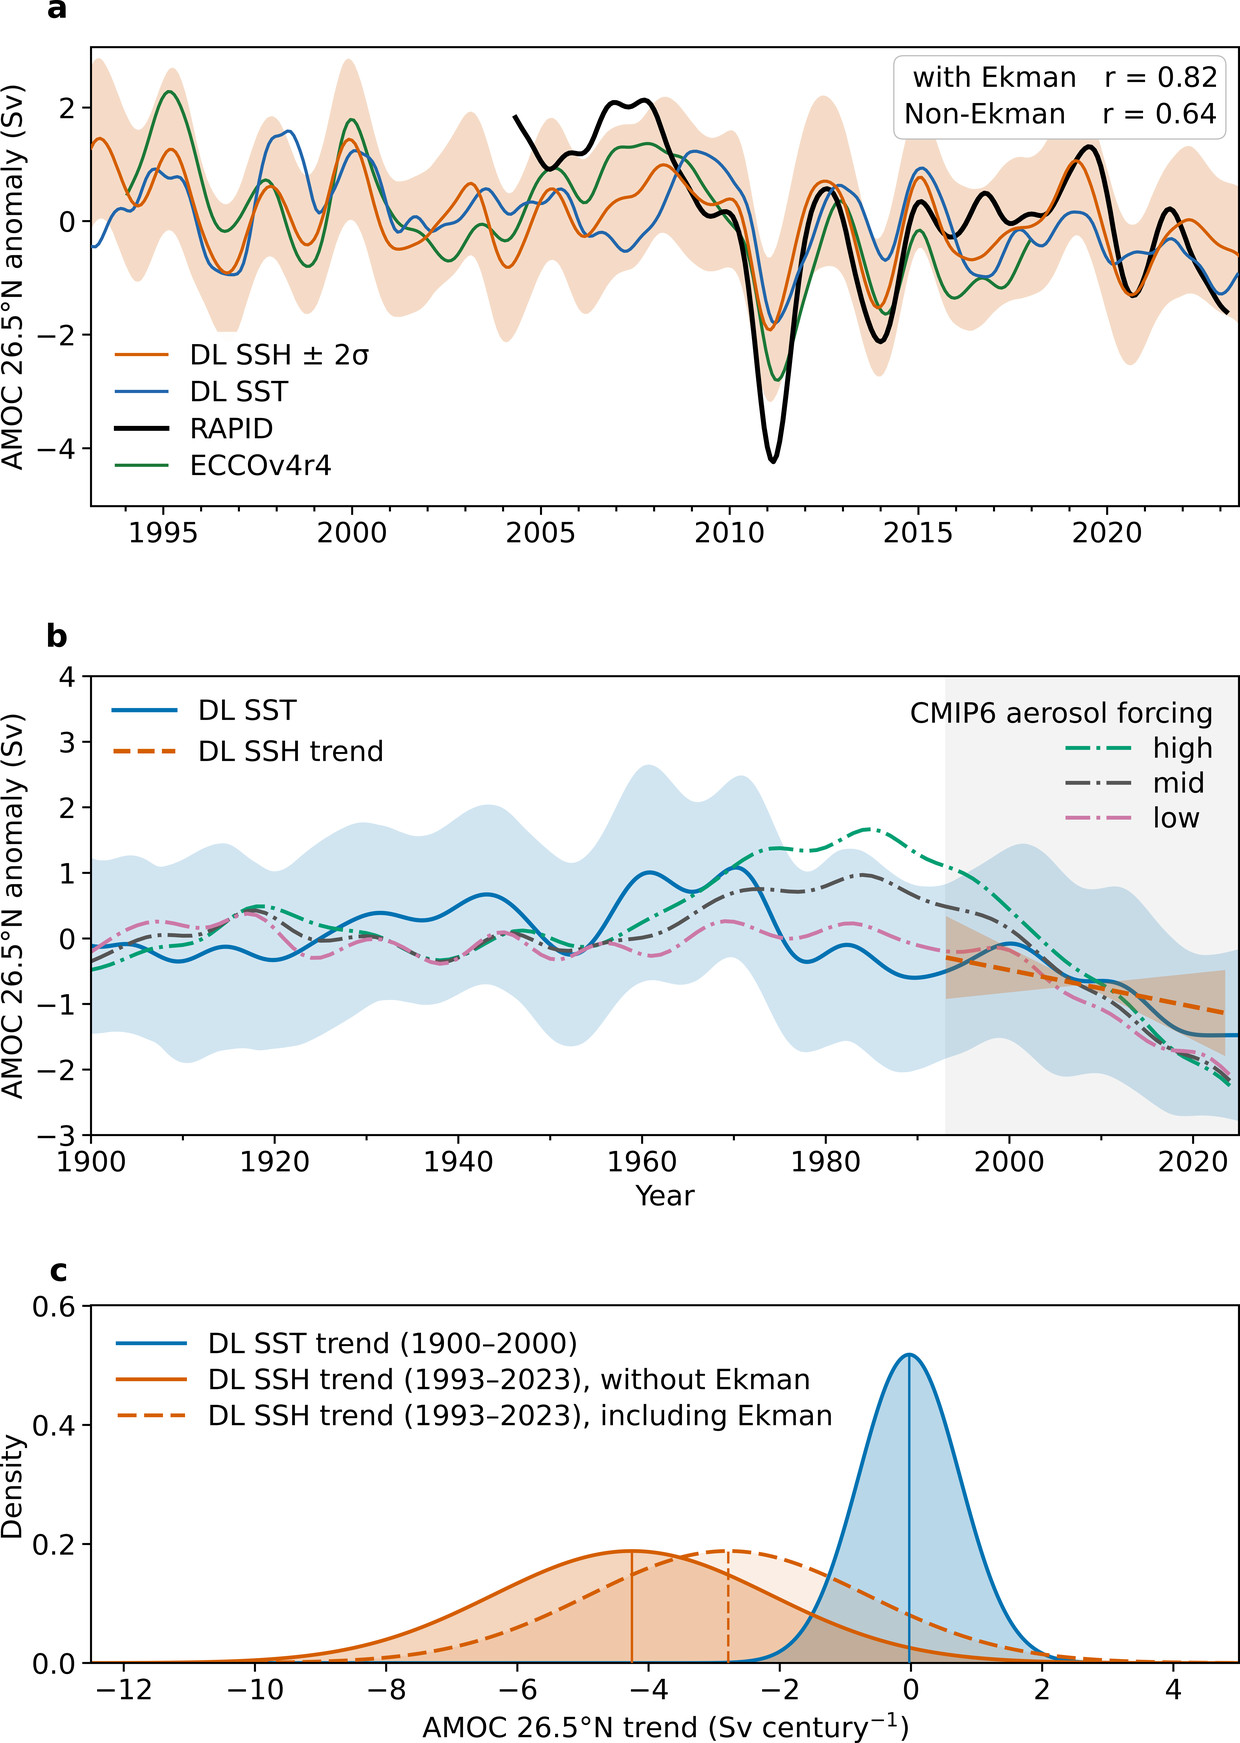 a
AMOC 26.5°N anomaly (Sv)
2
0
−2
−4
with Ekman r = 0.82
Non-Ekman r = 0.64
DL SSH ± 2σ
DL SST
RAPID
ECCOv4r4
1995 2000 2005 2010 2015 2020
b
AMOC 26.5°N anomaly (Sv)
4
3
2
1
0
−1
−2
−3
DL SST
DL SSH trend
CMIP6 aerosol forcing
high
mid
low
1900 1920 1940 1960 1980 2000 2020
Year
c
Density
0.6
0.4
0.2
0.0
DL SST trend (1900–2000)
DL SSH trend (1993–2023), without Ekman
DL SSH trend (1993–2023), including Ekman
−12 −10 −8 −6 −4 −2 0 2 4
AMOC 26.5°N trend (Sv century⁻¹)